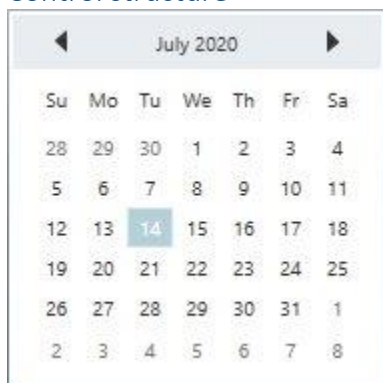 July 2020
Su Mo Tu We Th Fr Sa
28 29 30 1 2 3 4
5 6 7 8 9 10 11
12 13 14 15 16 17 18
19 20 21 22 23 24 25
26 27 28 29 30 31 1
2 3 4 5 6 7 8